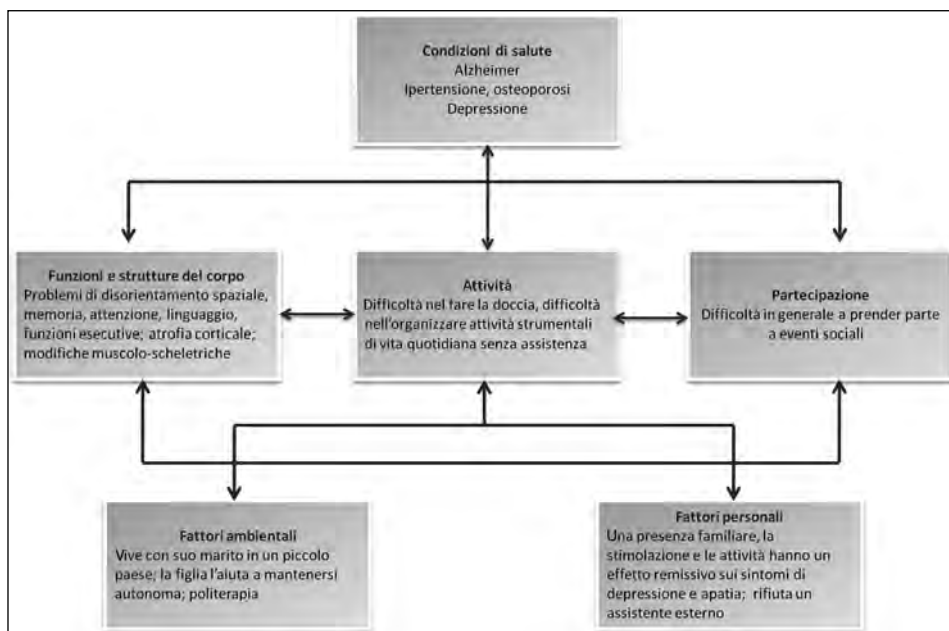 Condizioni di salute
Alzheimer
Ipertensione, osteoporosi
Depressione
Funzioni e strutture del corpo
Problemi di disorientamento spaziale,
memoria, attenzione, linguaggio,
funzioni esecutive; atrofia corticale;
modifiche muscolo-scheletriche
Attività
Difficoltà nel fare la doccia, difficoltà
nell'organizzare attività strumentali
di vita quotidiana senza assistenza
Partecipazione
Difficoltà in generale a prender parte
a eventi sociali
Fattori ambientali
Vive con suo marito in un piccolo
paese; la figlia l'aiuta a mantenersi
autonoma; politerapia
Fattori personali
Una presenza familiare, la
stimolazione e le attività hanno un
effetto remissivo sui sintomi di
depressione e apatia; rifiuta un
assistente esterno